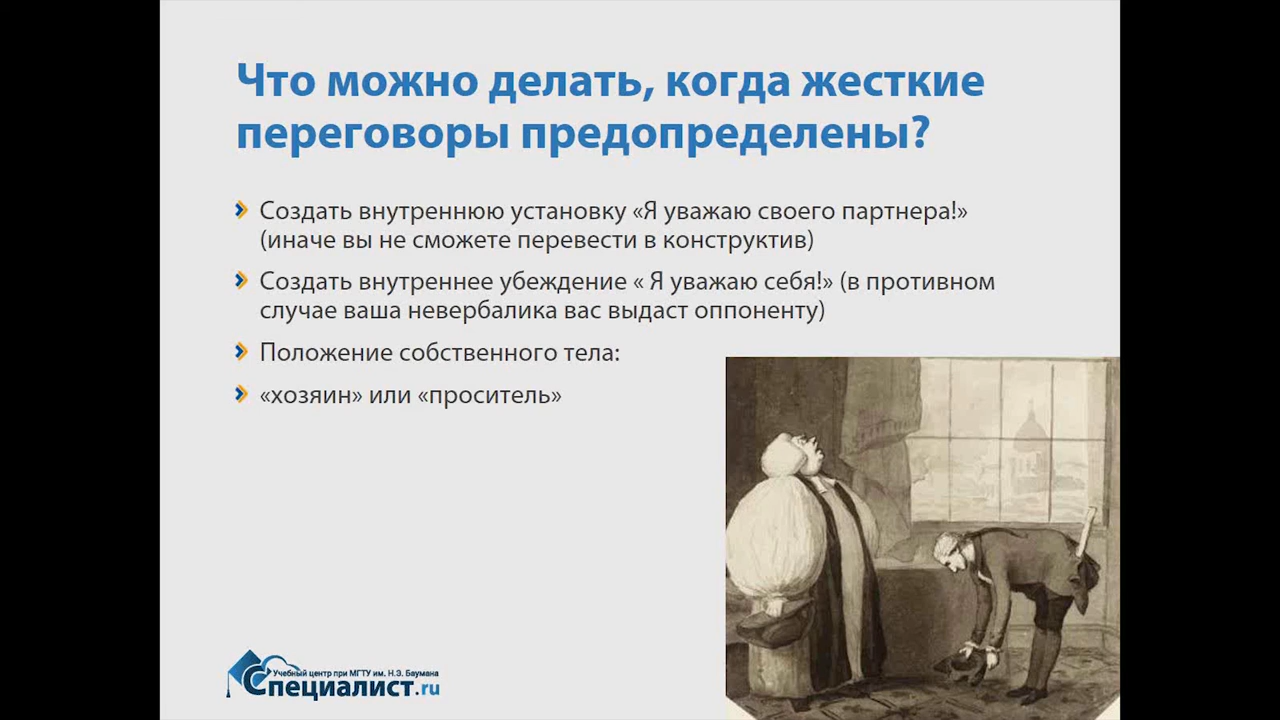 Что можно делать, когда жесткие
переговоры предопределены?
Создать внутреннюю установку «Я уважаю своего партнера!»
(иначе вы не сможете перевести в конструктив)
Создать внутреннее убеждение « Я уважаю себя!» (в противном
случае ваша невербалика вас выдаст оппоненту)
Положение собственного тела:
«хозяин» или «проситель»
Учебный центр при МГТУ им. Н.Э. Баумана
Специалист.ru